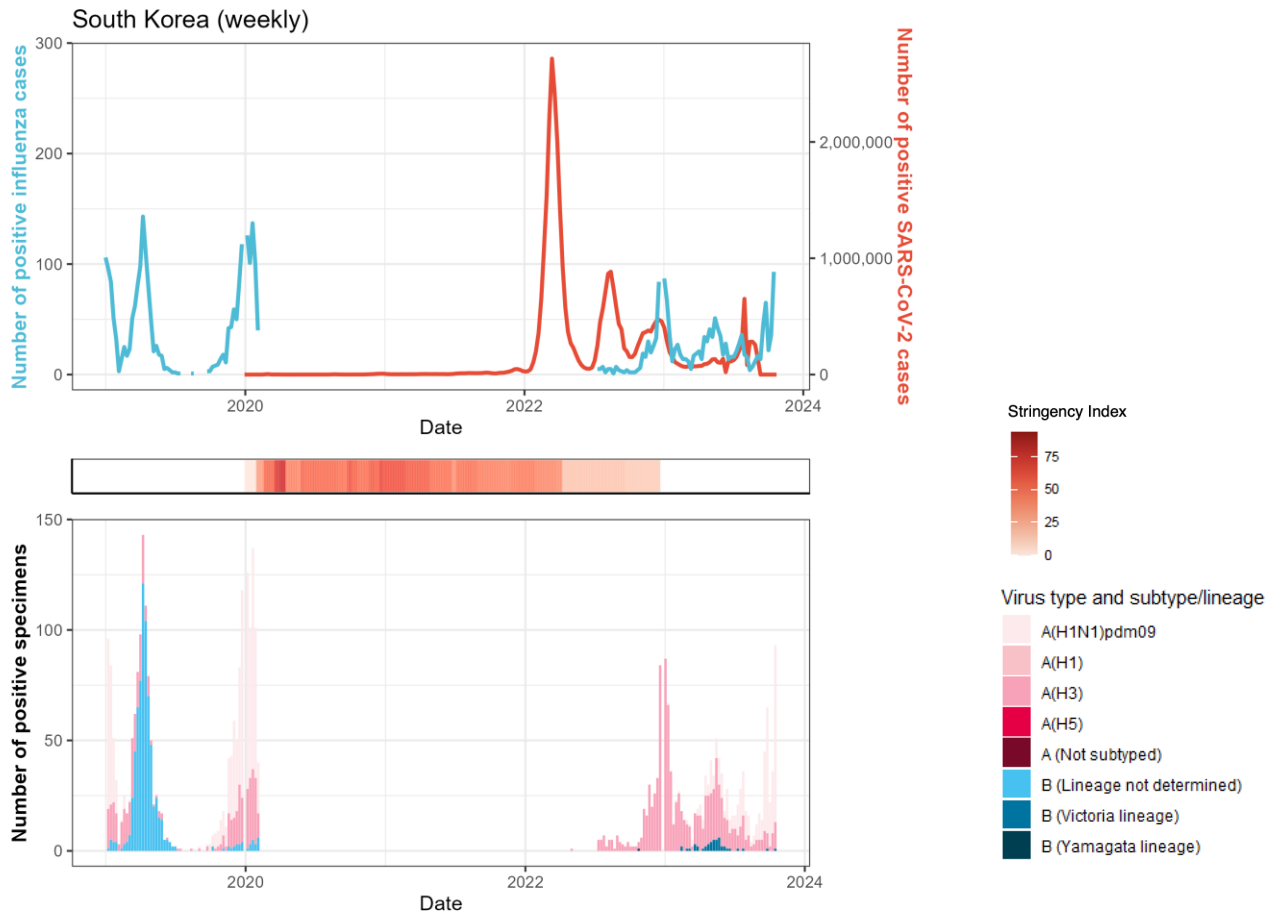 South Korea (weekly)
Number of positive influenza cases
300
200
100
0
Number of positive SARS-CoV-2 cases
2,000,000
1,000,000
0
2020
2022
2024
Date
Stringency Index
75
50
25
0
Number of positive specimens
150
100
50
0
2020
2022
2024
Date
Virus type and subtype/lineage
A(H1N1)pdm09
A(H1)
A(H3)
A(H5)
A (Not subtyped)
B (Lineage not determined)
B (Victoria lineage)
B (Yamagata lineage)